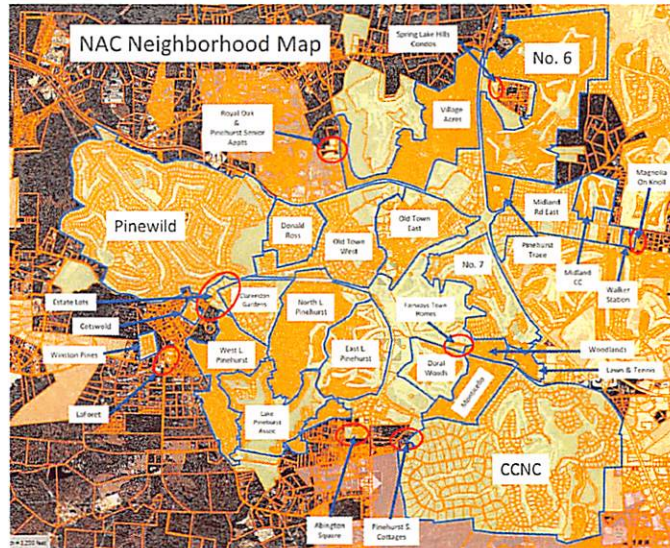 NAC Neighborhood Map
Spring Lake Hills
Condos
No. 6
Royal Oak
&
Pinehurst Senior
Appts
Village
Acres
Magnolia
On Knoll
Pinewild
Donald
Ross
Old Town
East
Midland
Rd East
Old Town
West
No. 7
Pinehurst
Trace
Midland
CC
Walker
Station
Estate Lots
Clarendon
Gardens
North L
Pinehurst
Fairways Town
Homes
Cotswold
Winston Pines
West L
Pinehurst
East L
Pinehurst
Doral
Woods
Woodlands
Lawn & Tennis
Monticello
Laforet
Lake
Pinehurst
Assoc
CCNC
Abington
Square
Pinehurst S.
Cottages